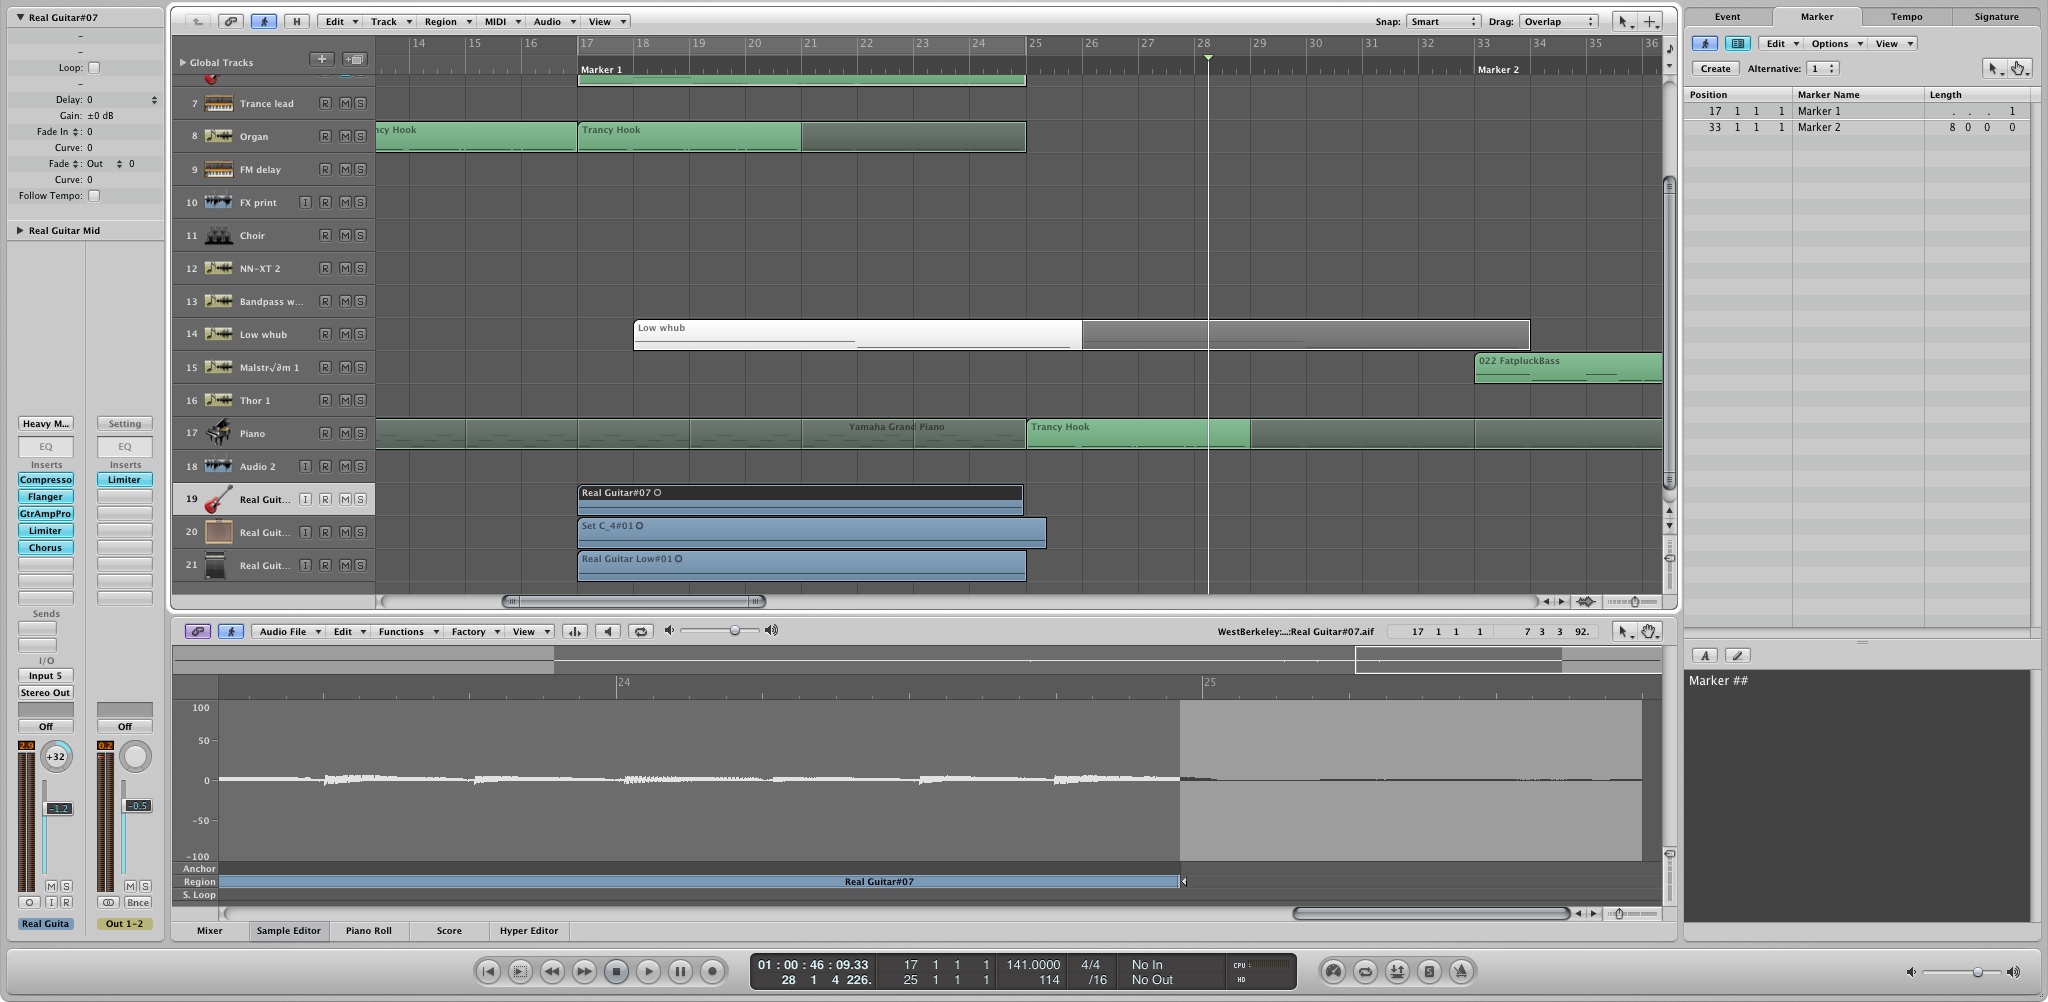 Real Guitar#07
Loop:
Delay: 0
Gain: ±0 dB
Fade In : 0
Curve: 0
Fade : Out 0
Curve: 0
Follow Tempo:
Real Guitar Mid
Heavy M... Setting
EQ EQ
Inserts Inserts
Compresso Limiter
Flanger
GtrAmpPro
Limiter
Chorus
Sends
I/O
Input 5
Stereo Out
Off Off
2.9 +32 0.2
-1.2 -0.5
M S M S
I R Bnce
Real Guita Out 1-2
H Edit Track Region MIDI Audio View Snap: Smart Drag: Overlap
14 15 16 17 18 19 20 21 22 23 24 25 26 27 28 29 30 31 32 33 34 35 36
Global Tracks Marker 1 Marker 2
7 Trance lead R M S
8 Organ R M S ncy Hook Trancy Hook
9 FM delay R M S
10 FX print I R M S
11 Choir R M S
12 NN-XT 2 R M S
13 Bandpass w... R M S
14 Low whub R M S Low whub
15 Malstr√∂m 1 R M S 022 FatpluckBass
16 Thor 1 R M S
17 Piano R M S Yamaha Grand Piano Trancy Hook
18 Audio 2 I R M S
19 Real Guit... I R M S Real Guitar#07
20 Real Guit... I R M S Set C_4#01
21 Real Guit... I R M S Real Guitar Low#01
Audio File Edit Functions Factory View WestBerkeley:...:Real Guitar#07.aif 17 1 1 1 7 3 3 92.
24 25
100
50
0
-50
-100
Anchor
Region Real Guitar#07
S. Loop
Mixer Sample Editor Piano Roll Score Hyper Editor
01 : 00 : 46 : 09.33 17 1 1 1 141.0000 4/4 No In CPU
28 1 4 226. 25 1 1 1 114 /16 No Out HD
S
Event Marker Tempo Signature
Edit Options View
Create Alternative: 1
Position Marker Name Length
17 1 1 1 Marker 1 . . . 1
33 1 1 1 Marker 2 8 0 0 0
A
Marker ##